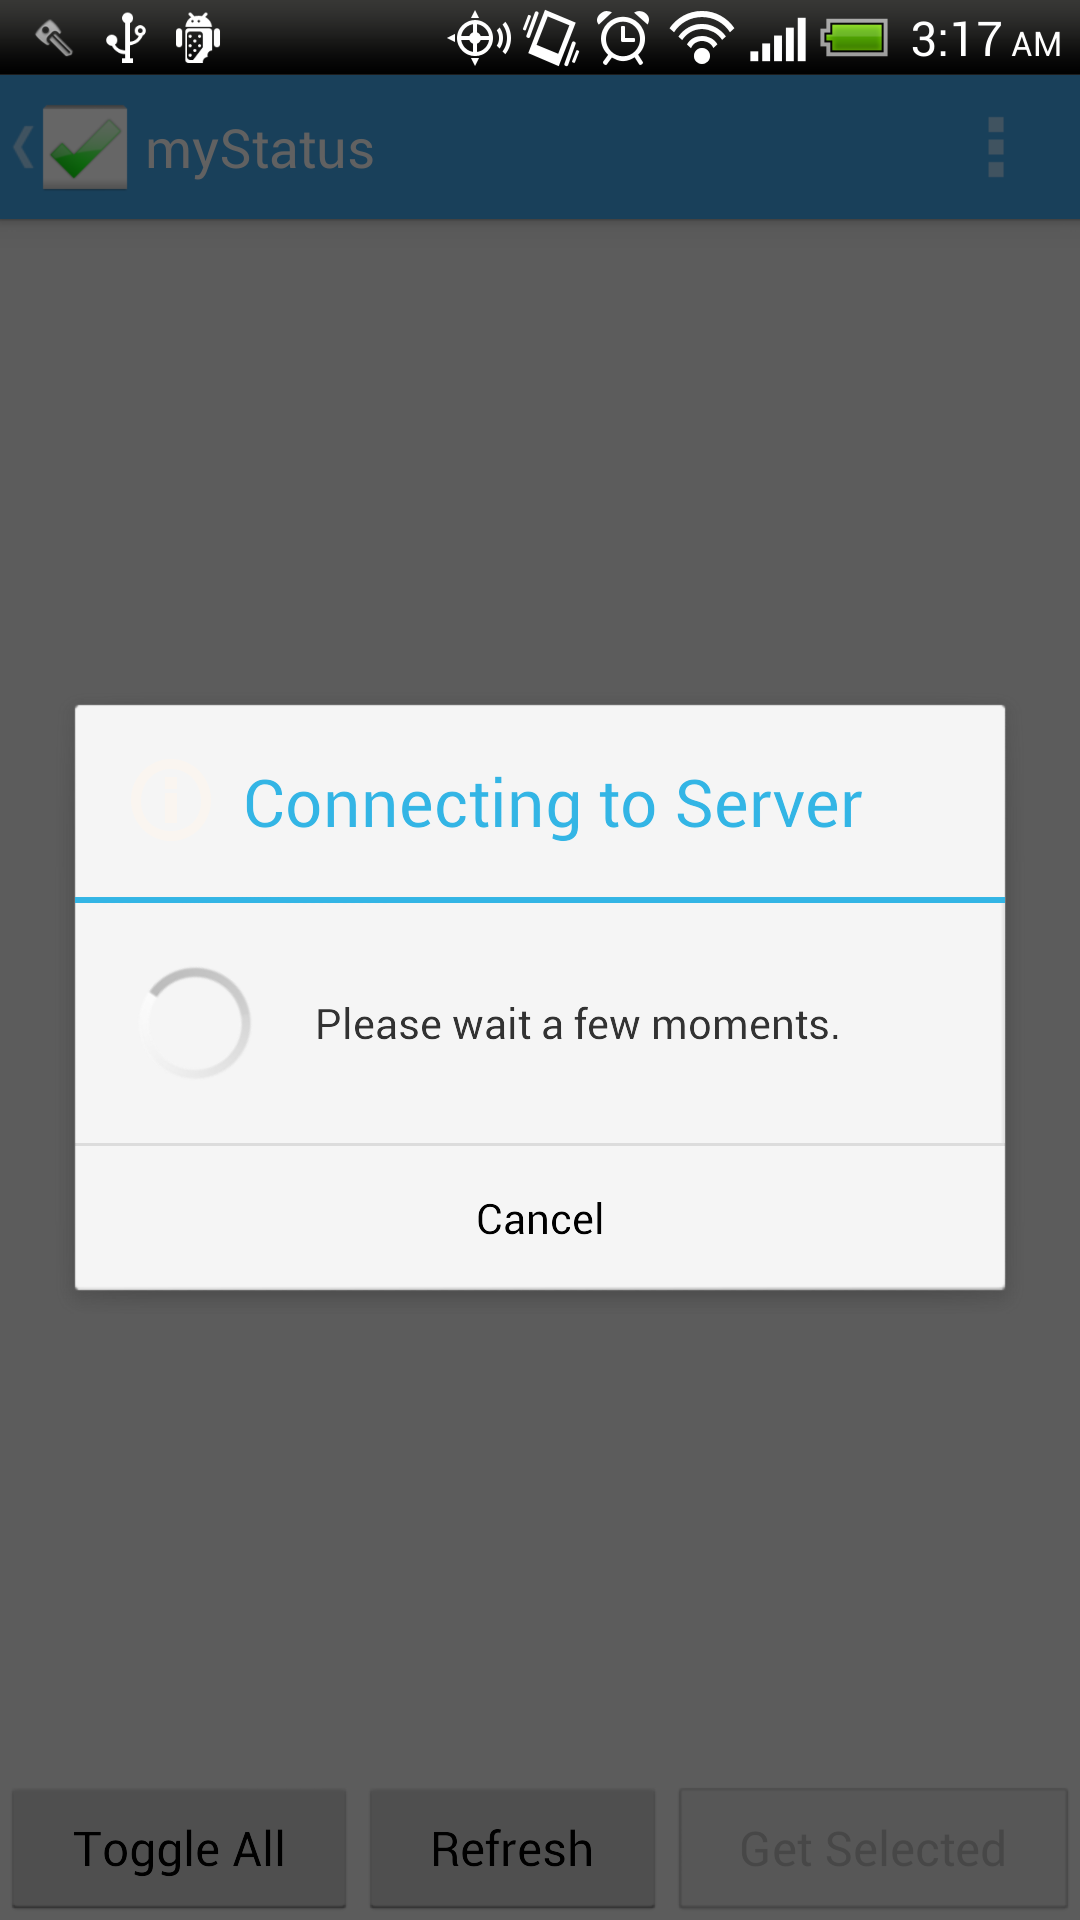 3:17 AM
myStatus
Connecting to Server
Please wait a few moments.
Cancel
Toggle All
Refresh
Get Selected